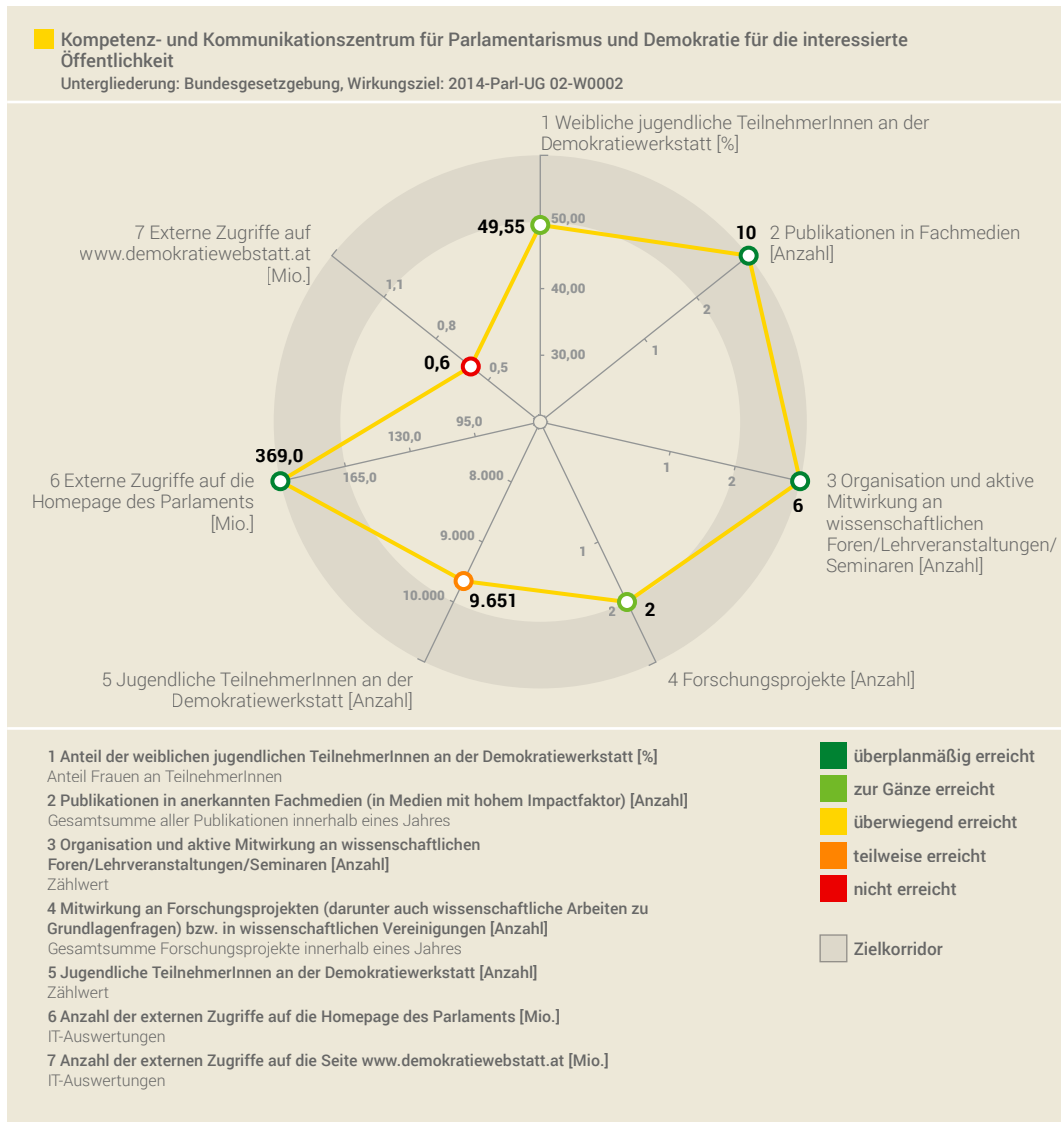 Kompetenz- und Kommunikationszentrum für Parlamentarismus und Demokratie für die interessierte
Öffentlichkeit
Untergliederung: Bundesgesetzgebung, Wirkungsziel: 2014-Parl-UG 02-W0002
1 Weibliche jugendliche TeilnehmerInnen an der
Demokratiewerkstatt [%]
49,55
50,00
40,00
30,00
10
2 Publikationen in Fachmedien
[Anzahl]
2
1
7 Externe Zugriffe auf
www.demokratiewebstatt.at
[Mio.]
1,1
0,8
0,5
0,6
369,0
165,0
130,0
95,0
6 Externe Zugriffe auf die
Homepage des Parlaments
[Mio.]
1
2
6
3 Organisation und aktive
Mitwirkung an
wissenschaftlichen
Foren/Lehrveranstaltungen/
Seminaren [Anzahl]
8.000
9.000
10.000
9.651
1
2
2
5 Jugendliche TeilnehmerInnen an der
Demokratiewerkstatt [Anzahl]
4 Forschungsprojekte [Anzahl]
1 Anteil der weiblichen jugendlichen TeilnehmerInnen an der Demokratiewerkstatt [%]
Anteil Frauen an TeilnehmerInnen
2 Publikationen in anerkannten Fachmedien (in Medien mit hohem Impactfaktor) [Anzahl]
Gesamtsumme aller Publikationen innerhalb eines Jahres
3 Organisation und aktive Mitwirkung an wissenschaftlichen
Foren/Lehrveranstaltungen/Seminaren [Anzahl]
Zählwert
4 Mitwirkung an Forschungsprojekten (darunter auch wissenschaftliche Arbeiten zu
Grundlagenfragen) bzw. in wissenschaftlichen Vereinigungen [Anzahl]
Gesamtsumme Forschungsprojekte innerhalb eines Jahres
5 Jugendliche TeilnehmerInnen an der Demokratiewerkstatt [Anzahl]
Zählwert
6 Anzahl der externen Zugriffe auf die Homepage des Parlaments [Mio.]
IT-Auswertungen
7 Anzahl der externen Zugriffe auf die Seite www.demokratiewebstatt.at [Mio.]
IT-Auswertungen
überplanmäßig erreicht
zur Gänze erreicht
überwiegend erreicht
teilweise erreicht
nicht erreicht
Zielkorridor